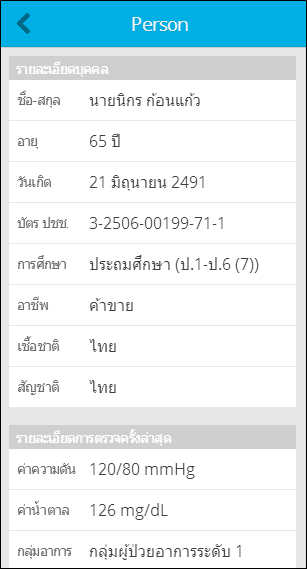 Person
รายละเอียดบุคคล
ชื่อ-สกุล นายนิกร ก้อนแก้ว
อายุ 65 ปี
วันเกิด 21 มิถุนายน 2491
บัตร ปชช. 3-2506-00199-71-1
การศึกษา ประถมศึกษา (ป.1-ป.6 (7))
อาชีพ ค้าขาย
เชื้อชาติ ไทย
สัญชาติ ไทย
รายละเอียดการตรวจครั้งล่าสุด
ค่าความดัน 120/80 mmHg
ค่าน้ำตาล 126 mg/dL
กลุ่มอาการ กลุ่มผู้ป่วยอาการระดับ 1